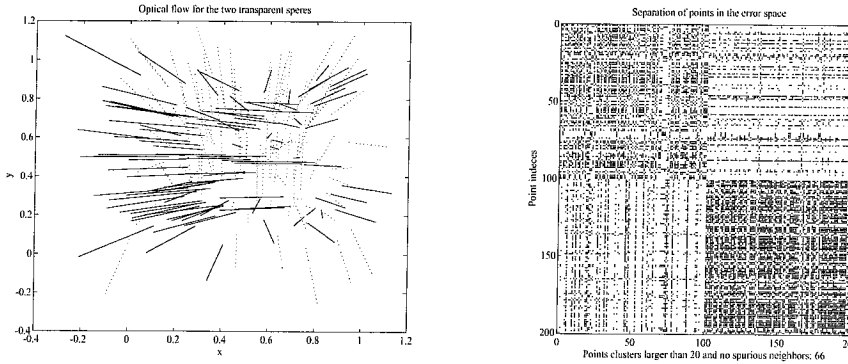 Optical flow for the two transparent speres
1.2
1
0.8
0.6
0.4
0.2
0
-0.2
-0.4
y
-0.4 -0.2 0 0.2 0.4 0.6 0.8 1 1.2
x
Separation of points in the error space
0
50
100
150
200
Point indeces
0 50 100 150 200
Points clusters larger than 20 and no spurious neighbors: 66